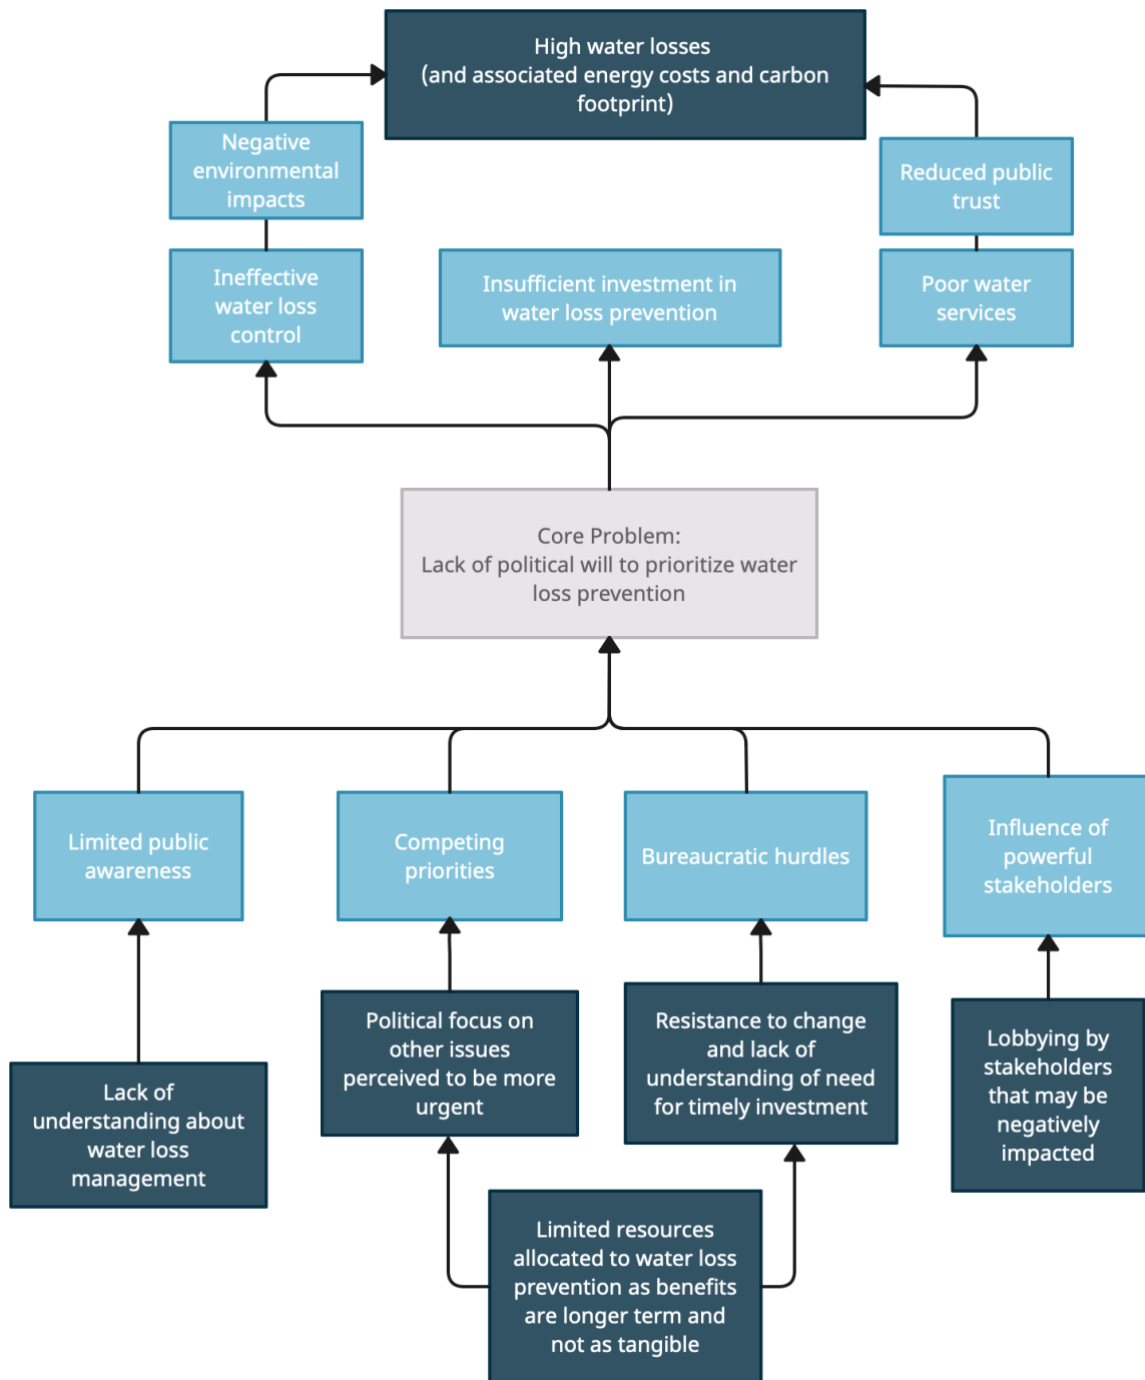 High water losses
(and associated energy costs and carbon
footprint)
Negative
environmental
impacts
Reduced public
trust
Ineffective
water loss
control
Insufficient investment in
water loss prevention
Poor water
services
Core Problem:
Lack of political will to prioritize water
loss prevention
Limited public
awareness
Competing
priorities
Bureaucratic hurdles
Influence of
powerful
stakeholders
Lack of
understanding about
water loss
management
Political focus on
other issues
perceived to be more
urgent
Resistance to change
and lack of
understanding of need
for timely investment
Lobbying by
stakeholders
that may be
negatively
impacted
Limited resources
allocated to water loss
prevention as benefits
are longer term and
not as tangible